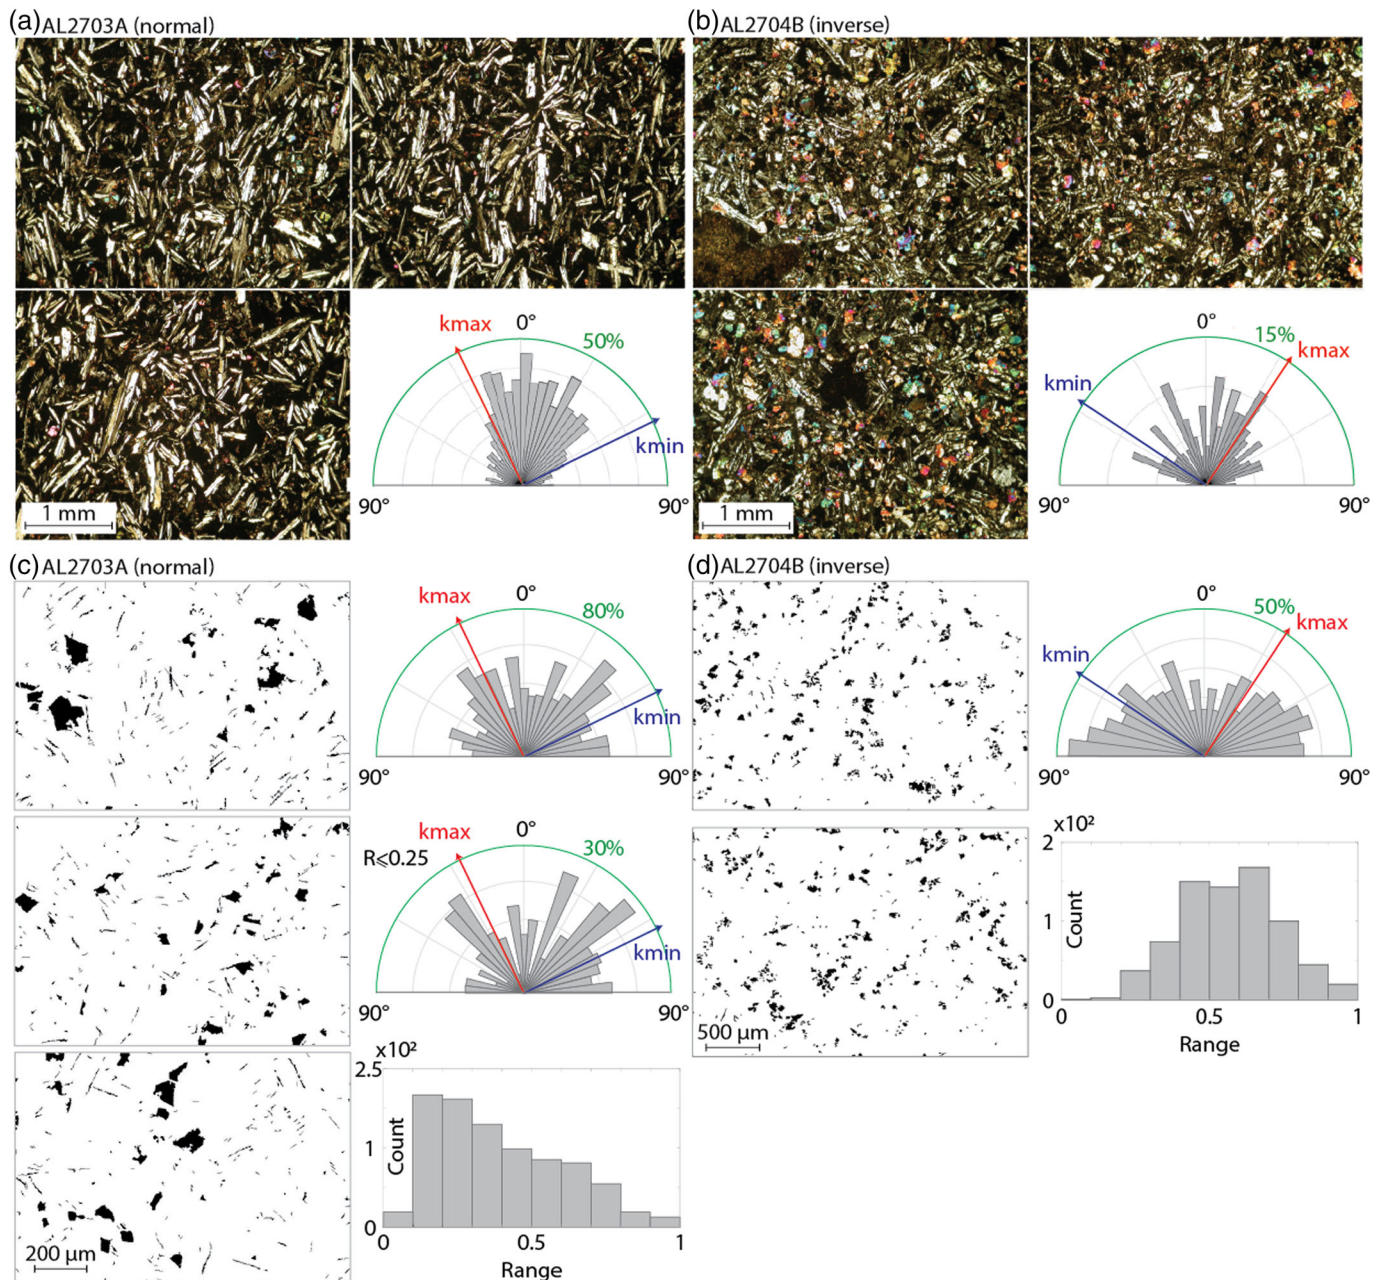 (a) AL2703A (normal)
1 mm
0°
50%
kmax
kmin
90°
90°
(b) AL2704B (inverse)
1 mm
0°
15%
kmax
kmin
90°
90°
(c) AL2703A (normal)
0°
80%
kmax
kmin
90°
90°
R⩽0.25
0°
30%
kmax
kmin
90°
90°
200 µm
x10²
2.5
1
0
Count
0
0.5
1
Range
(d) AL2704B (inverse)
0°
50%
kmax
kmin
90°
90°
500 µm
x10²
2
1
0
Count
0
0.5
1
Range